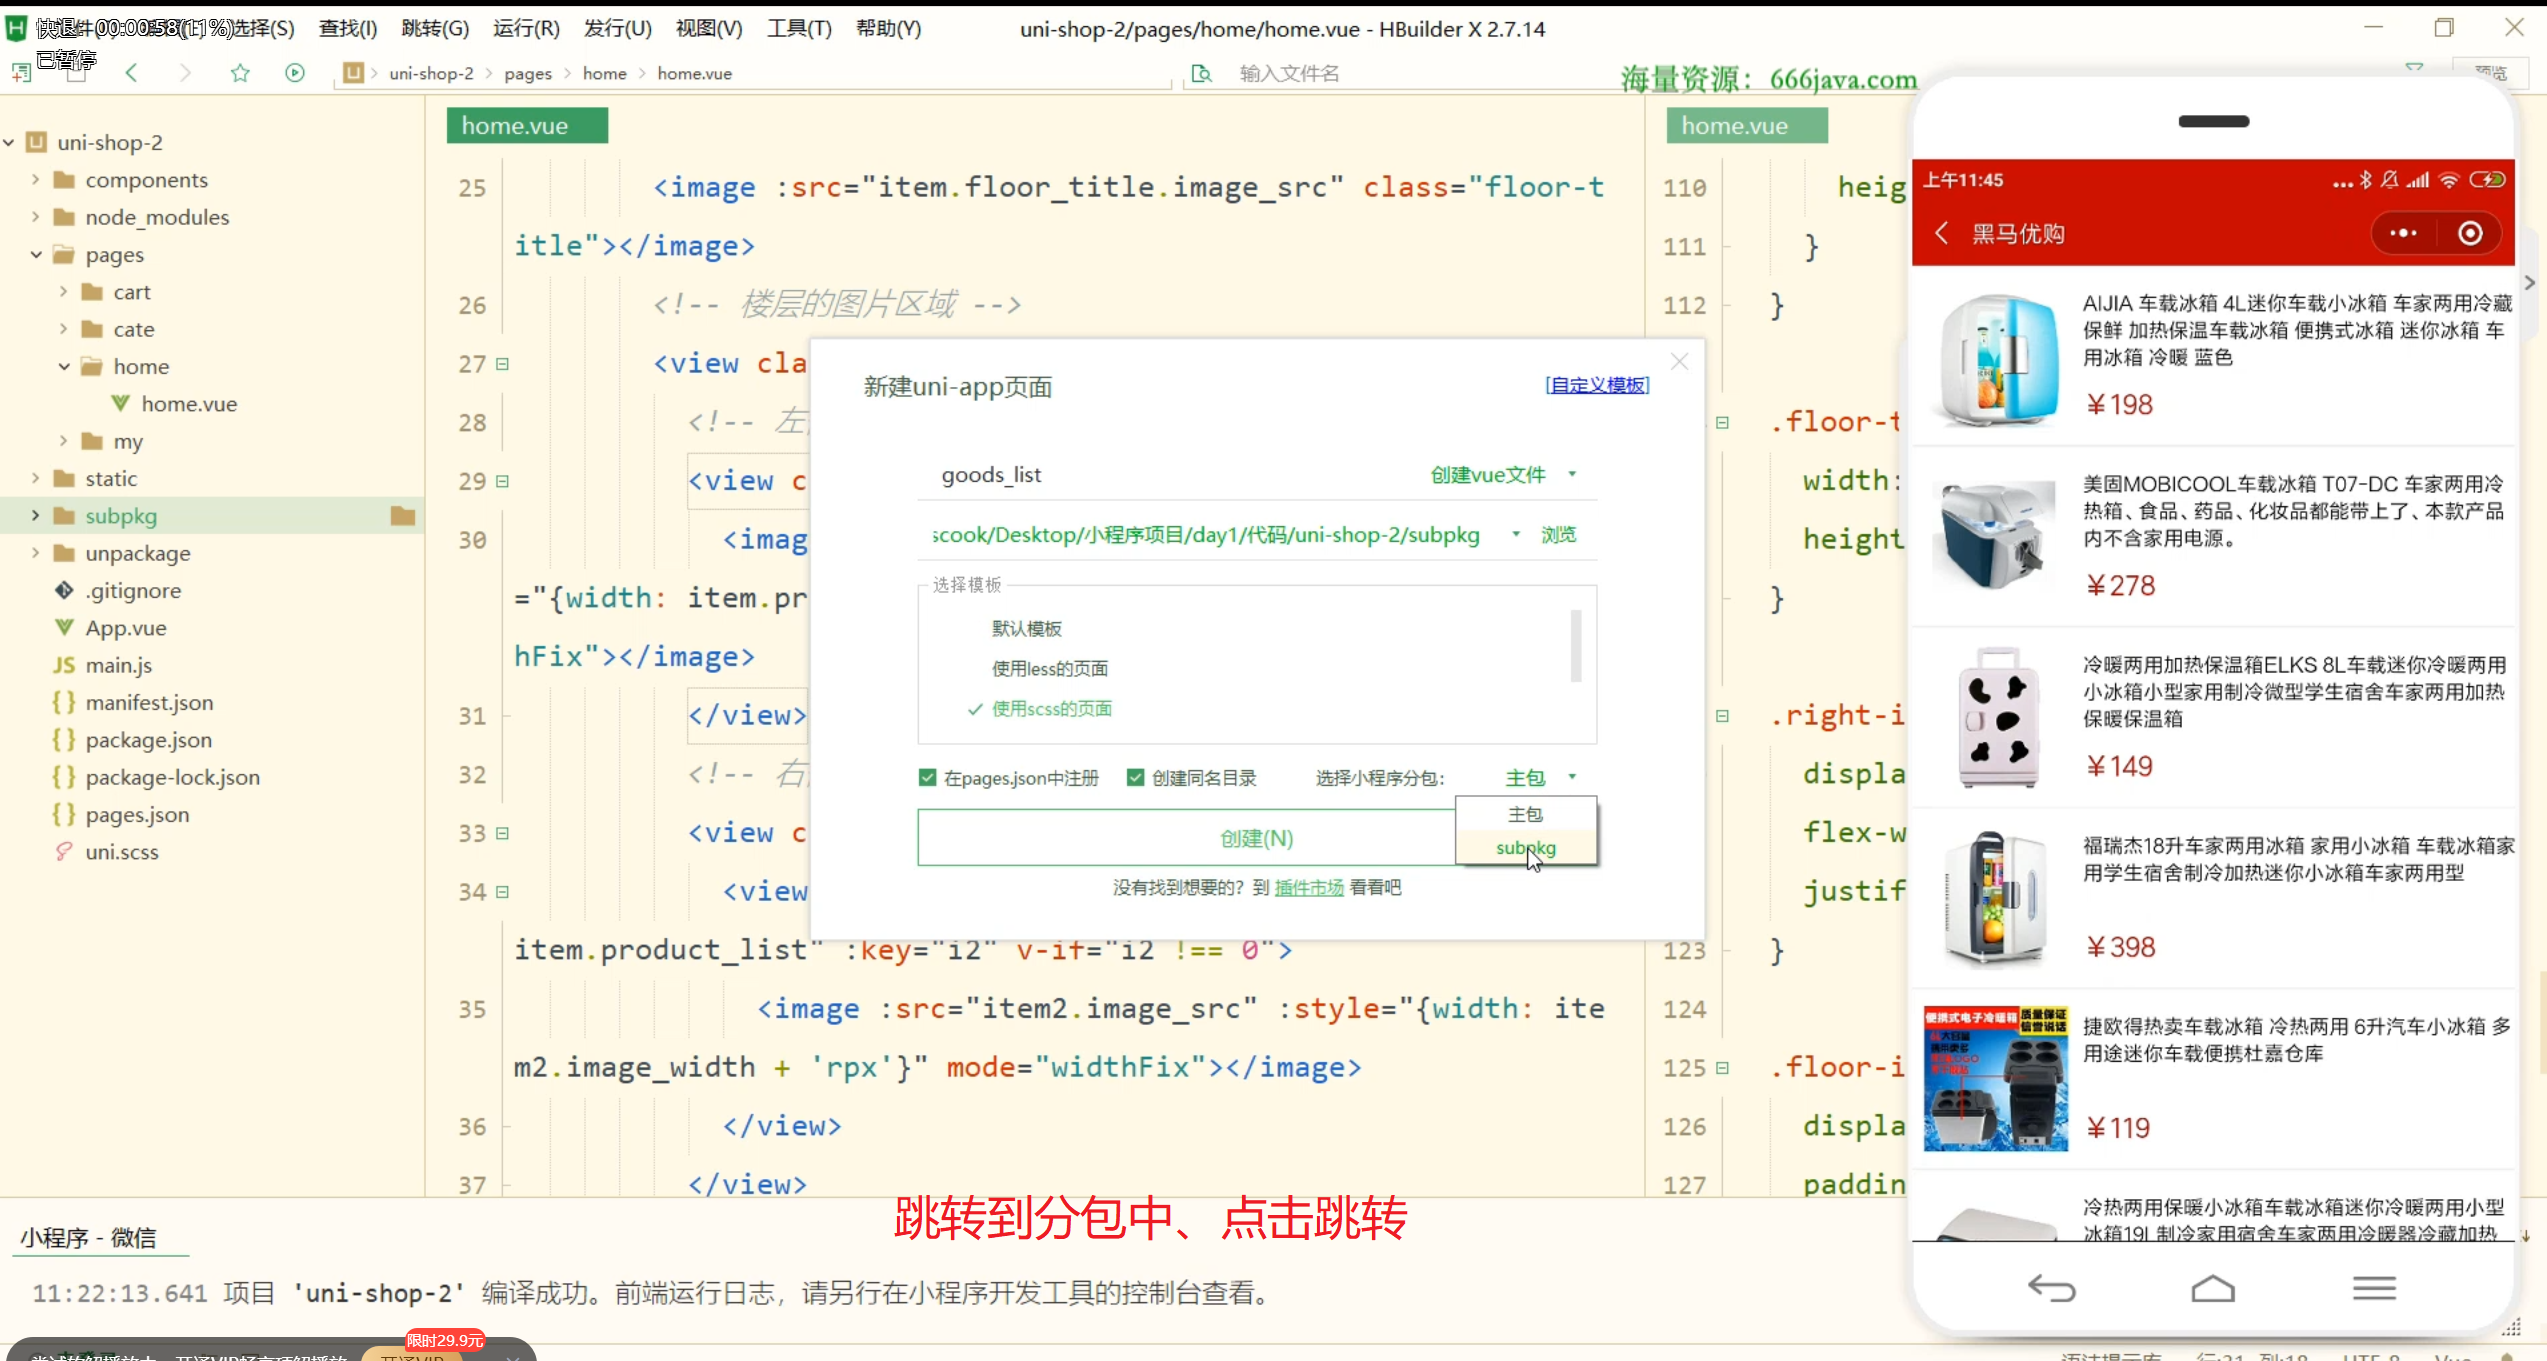 快退: 00:00:58(11%)
已暂停
选择(S) 查找(I) 跳转(G) 运行(R) 发行(U) 视图(V) 工具(T) 帮助(Y)
uni-shop-2/pages/home/home.vue - HBuilder X 2.7.14
uni-shop-2 > pages > home > home.vue
输入文件名
海量资源: 666java.com
预览
uni-shop-2
components
node_modules
pages
cart
cate
home
home.vue
my
static
subpkg
unpackage
.gitignore
App.vue
main.js
manifest.json
package.json
package-lock.json
pages.json
uni.scss
home.vue
25 <image :src="item.floor_title.image_src" class="floor-t
itle"></image>
26 <!-- 楼层的图片区域 -->
27 <view cla
28 <!-- 左
29 <view c
30 <imag
="{width: item.pr
hFix"></image>
31 </view>
32 <!-- 右
33 <view c
34 <view
item.product_list" :key="i2" v-if="i2 !== 0">
35 <image :src="item2.image_src" :style="{width: ite
m2.image_width + 'rpx'}" mode="widthFix"></image>
36 </view>
37 </view>
新建uni-app页面
[自定义模板]
goods_list
创建vue文件
scook/Desktop/小程序项目/day1/代码/uni-shop-2/subpkg
浏览
选择模板
默认模板
使用less的页面
使用scss的页面
在pages.json中注册
创建同名目录
选择小程序分包:
主包
主包
subpkg
创建(N)
没有找到想要的？到 插件市场 看看吧
home.vue
110 heig
111 }
112 }
.floor-t
width:
height
}
.right-i
displa
flex-w
justif
123 }
124
125 .floor-i
126 displa
127 paddin
上午11:45
黑马优购
AIJIA 车载冰箱 4L迷你车载小冰箱 车家两用冷藏
保鲜 加热保温车载冰箱 便携式冰箱 迷你冰箱 车
用冰箱 冷暖 蓝色
￥198
美固MOBICOOL车载冰箱 T07-DC 车家两用冷
热箱、食品、药品、化妆品都能带上了、本款产品
内不含家用电源。
￥278
冷暖两用加热保温箱ELKS 8L车载迷你冷暖两用
小冰箱小型家用制冷微型学生宿舍车家两用加热
保暖保温箱
￥149
福瑞杰18升车家两用冰箱 家用小冰箱 车载冰箱家
用学生宿舍制冷加热迷你小冰箱车家两用型
￥398
便携式电子冷暖箱
质量保证
信誉说话
捷欧得热卖车载冰箱 冷热两用 6升汽车小冰箱 多
用途迷你车载便携杜嘉仓库
￥119
冷热两用保暖小冰箱车载冰箱迷你冷暖两用小型
冰箱19L制冷家用宿舍车家两用冷暖器冷藏加热
跳转到分包中、点击跳转
小程序 - 微信
11:22:13.641 项目 'uni-shop-2' 编译成功。前端运行日志，请另行在小程序开发工具的控制台查看。
限时29.9元